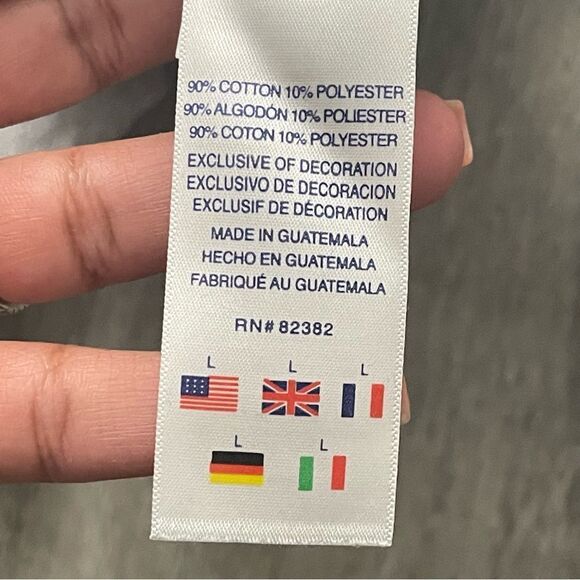 90% COTTON 10% POLYESTER
90% ALGODÓN 10% POLIESTER
90% COTON 10% POLYESTER
EXCLUSIVE OF DECORATION
EXCLUSIVO DE DECORACION
EXCLUSIF DE DÉCORATION
MADE IN GUATEMALA
HECHO EN GUATEMALA
FABRIQUÉ AU GUATEMALA
RN# 82382
L L L
L L